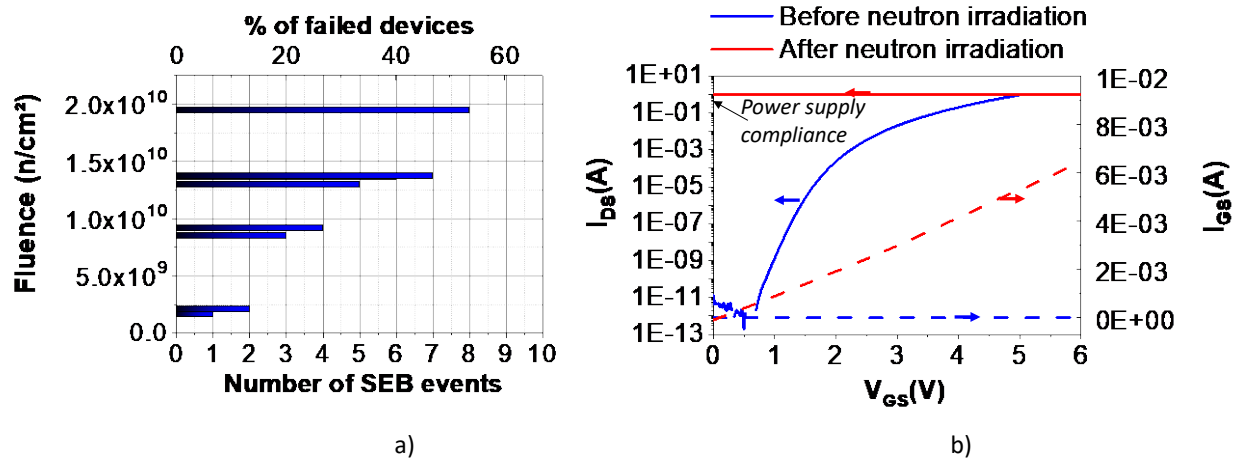 % of failed devices
0 20 40 60
Fluence (n/cm²)
2.0x10¹⁰
1.5x10¹⁰
1.0x10¹⁰
5.0x10⁹
0.0
0 1 2 3 4 5 6 7 8 9 10
Number of SEB events
a)
Before neutron irradiation
After neutron irradiation
I_DS(A)
1E+01
1E-01
1E-03
1E-05
1E-07
1E-09
1E-11
1E-13
Power supply
compliance
1E-02
8E-03
6E-03
4E-03
2E-03
0E+00
I_GS(A)
0 1 2 3 4 5 6
V_GS(V)
b)